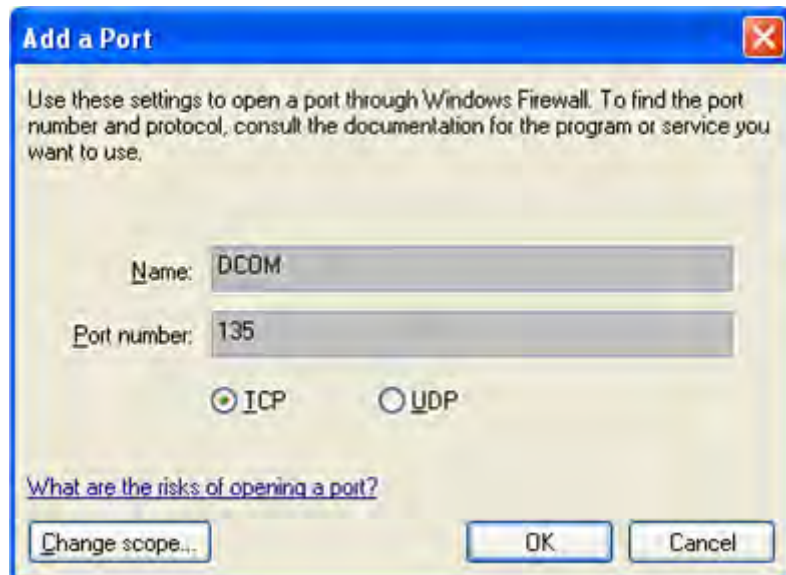 Add a Port
Use these settings to open a port through Windows Firewall. To find the port
number and protocol, consult the documentation for the program or service you
want to use.
Name: DCOM
Port number: 135
TCP UDP
What are the risks of opening a port?
Change scope... OK Cancel